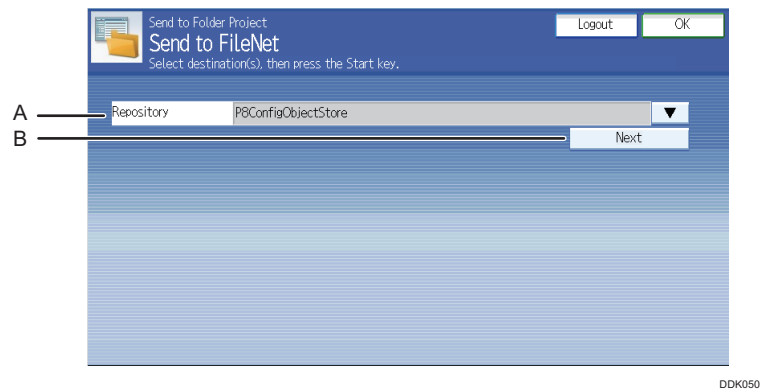 Send to Folder Project
Send to FileNet
Select destination(s), then press the Start key.
Logout
OK
A
Repository
P8ConfigObjectStore
▼
B
Next
DDK050